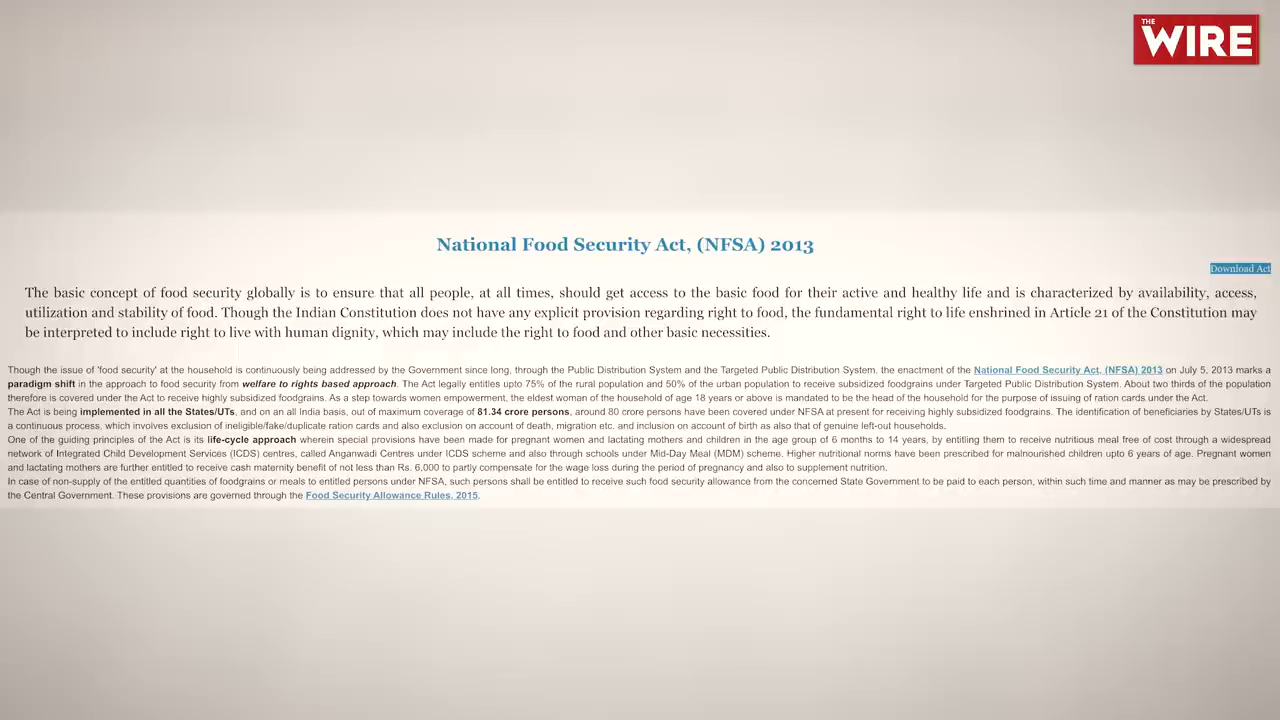 THE
WIRE
National Food Security Act, (NFSA) 2013
Download Act
The basic concept of food security globally is to ensure that all people, at all times, should get access to the basic food for their active and healthy life and is characterized by availability, access,
utilization and stability of food. Though the Indian Constitution does not have any explicit provision regarding right to food, the fundamental right to life enshrined in Article 21 of the Constitution may
be interpreted to include right to live with human dignity, which may include the right to food and other basic necessities.
Though the issue of 'food security' at the household is continuously being addressed by the Government since long, through the Public Distribution System and the Targeted Public Distribution System, the enactment of the National Food Security Act, (NFSA) 2013 on July 5, 2013 marks a
paradigm shift in the approach to food security from welfare to rights based approach. The Act legally entitles upto 75% of the rural population and 50% of the urban population to receive subsidized foodgrains under Targeted Public Distribution System. About two thirds of the population
therefore is covered under the Act to receive highly subsidized foodgrains. As a step towards women empowerment, the eldest woman of the household of age 18 years or above is mandated to be the head of the household for the purpose of issuing of ration cards under the Act.
The Act is being implemented in all the States/UTs, and on an all India basis, out of maximum coverage of 81.34 crore persons, around 80 crore persons have been covered under NFSA at present for receiving highly subsidized foodgrains. The identification of beneficiaries by States/UTs is
a continuous process, which involves exclusion of ineligible/fake/duplicate ration cards and also exclusion on account of death, migration etc. and inclusion on account of birth as also that of genuine left-out households.
One of the guiding principles of the Act is its life-cycle approach wherein special provisions have been made for pregnant women and lactating mothers and children in the age group of 6 months to 14 years, by entitling them to receive nutritious meal free of cost through a widespread
network of Integrated Child Development Services (ICDS) centres, called Anganwadi Centres under ICDS scheme and also through schools under Mid-Day Meal (MDM) scheme. Higher nutritional norms have been prescribed for malnourished children upto 6 years of age. Pregnant women
and lactating mothers are further entitled to receive cash maternity benefit of not less than Rs. 6,000 to partly compensate for the wage loss during the period of pregnancy and also to supplement nutrition.
In case of non-supply of the entitled quantities of foodgrains or meals to entitled persons under NFSA, such persons shall be entitled to receive such food security allowance from the concerned State Government to be paid to each person, within such time and manner as may be prescribed by
the Central Government. These provisions are governed through the Food Security Allowance Rules, 2015.